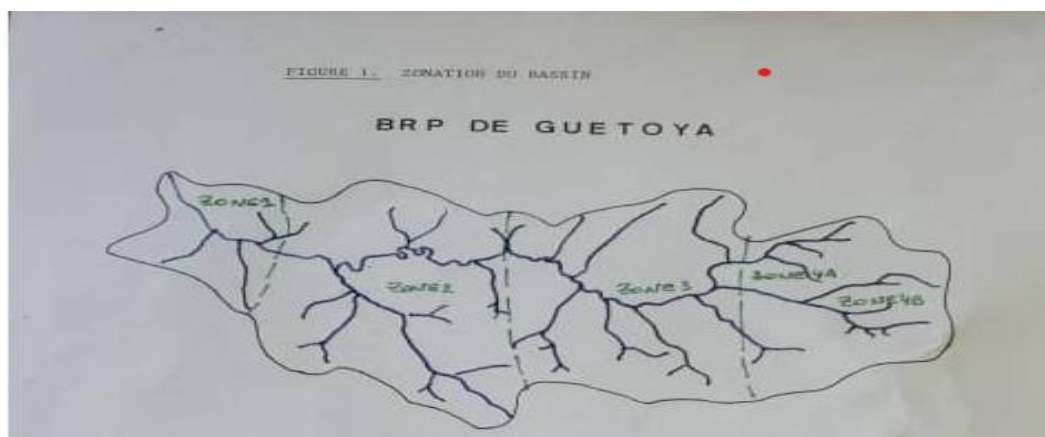 FIGURE 1. ZONATION DU BASSIN
BRP DE GUETOYA
ZONE1
ZONE2
ZONE3
ZONE4A
ZONE4B